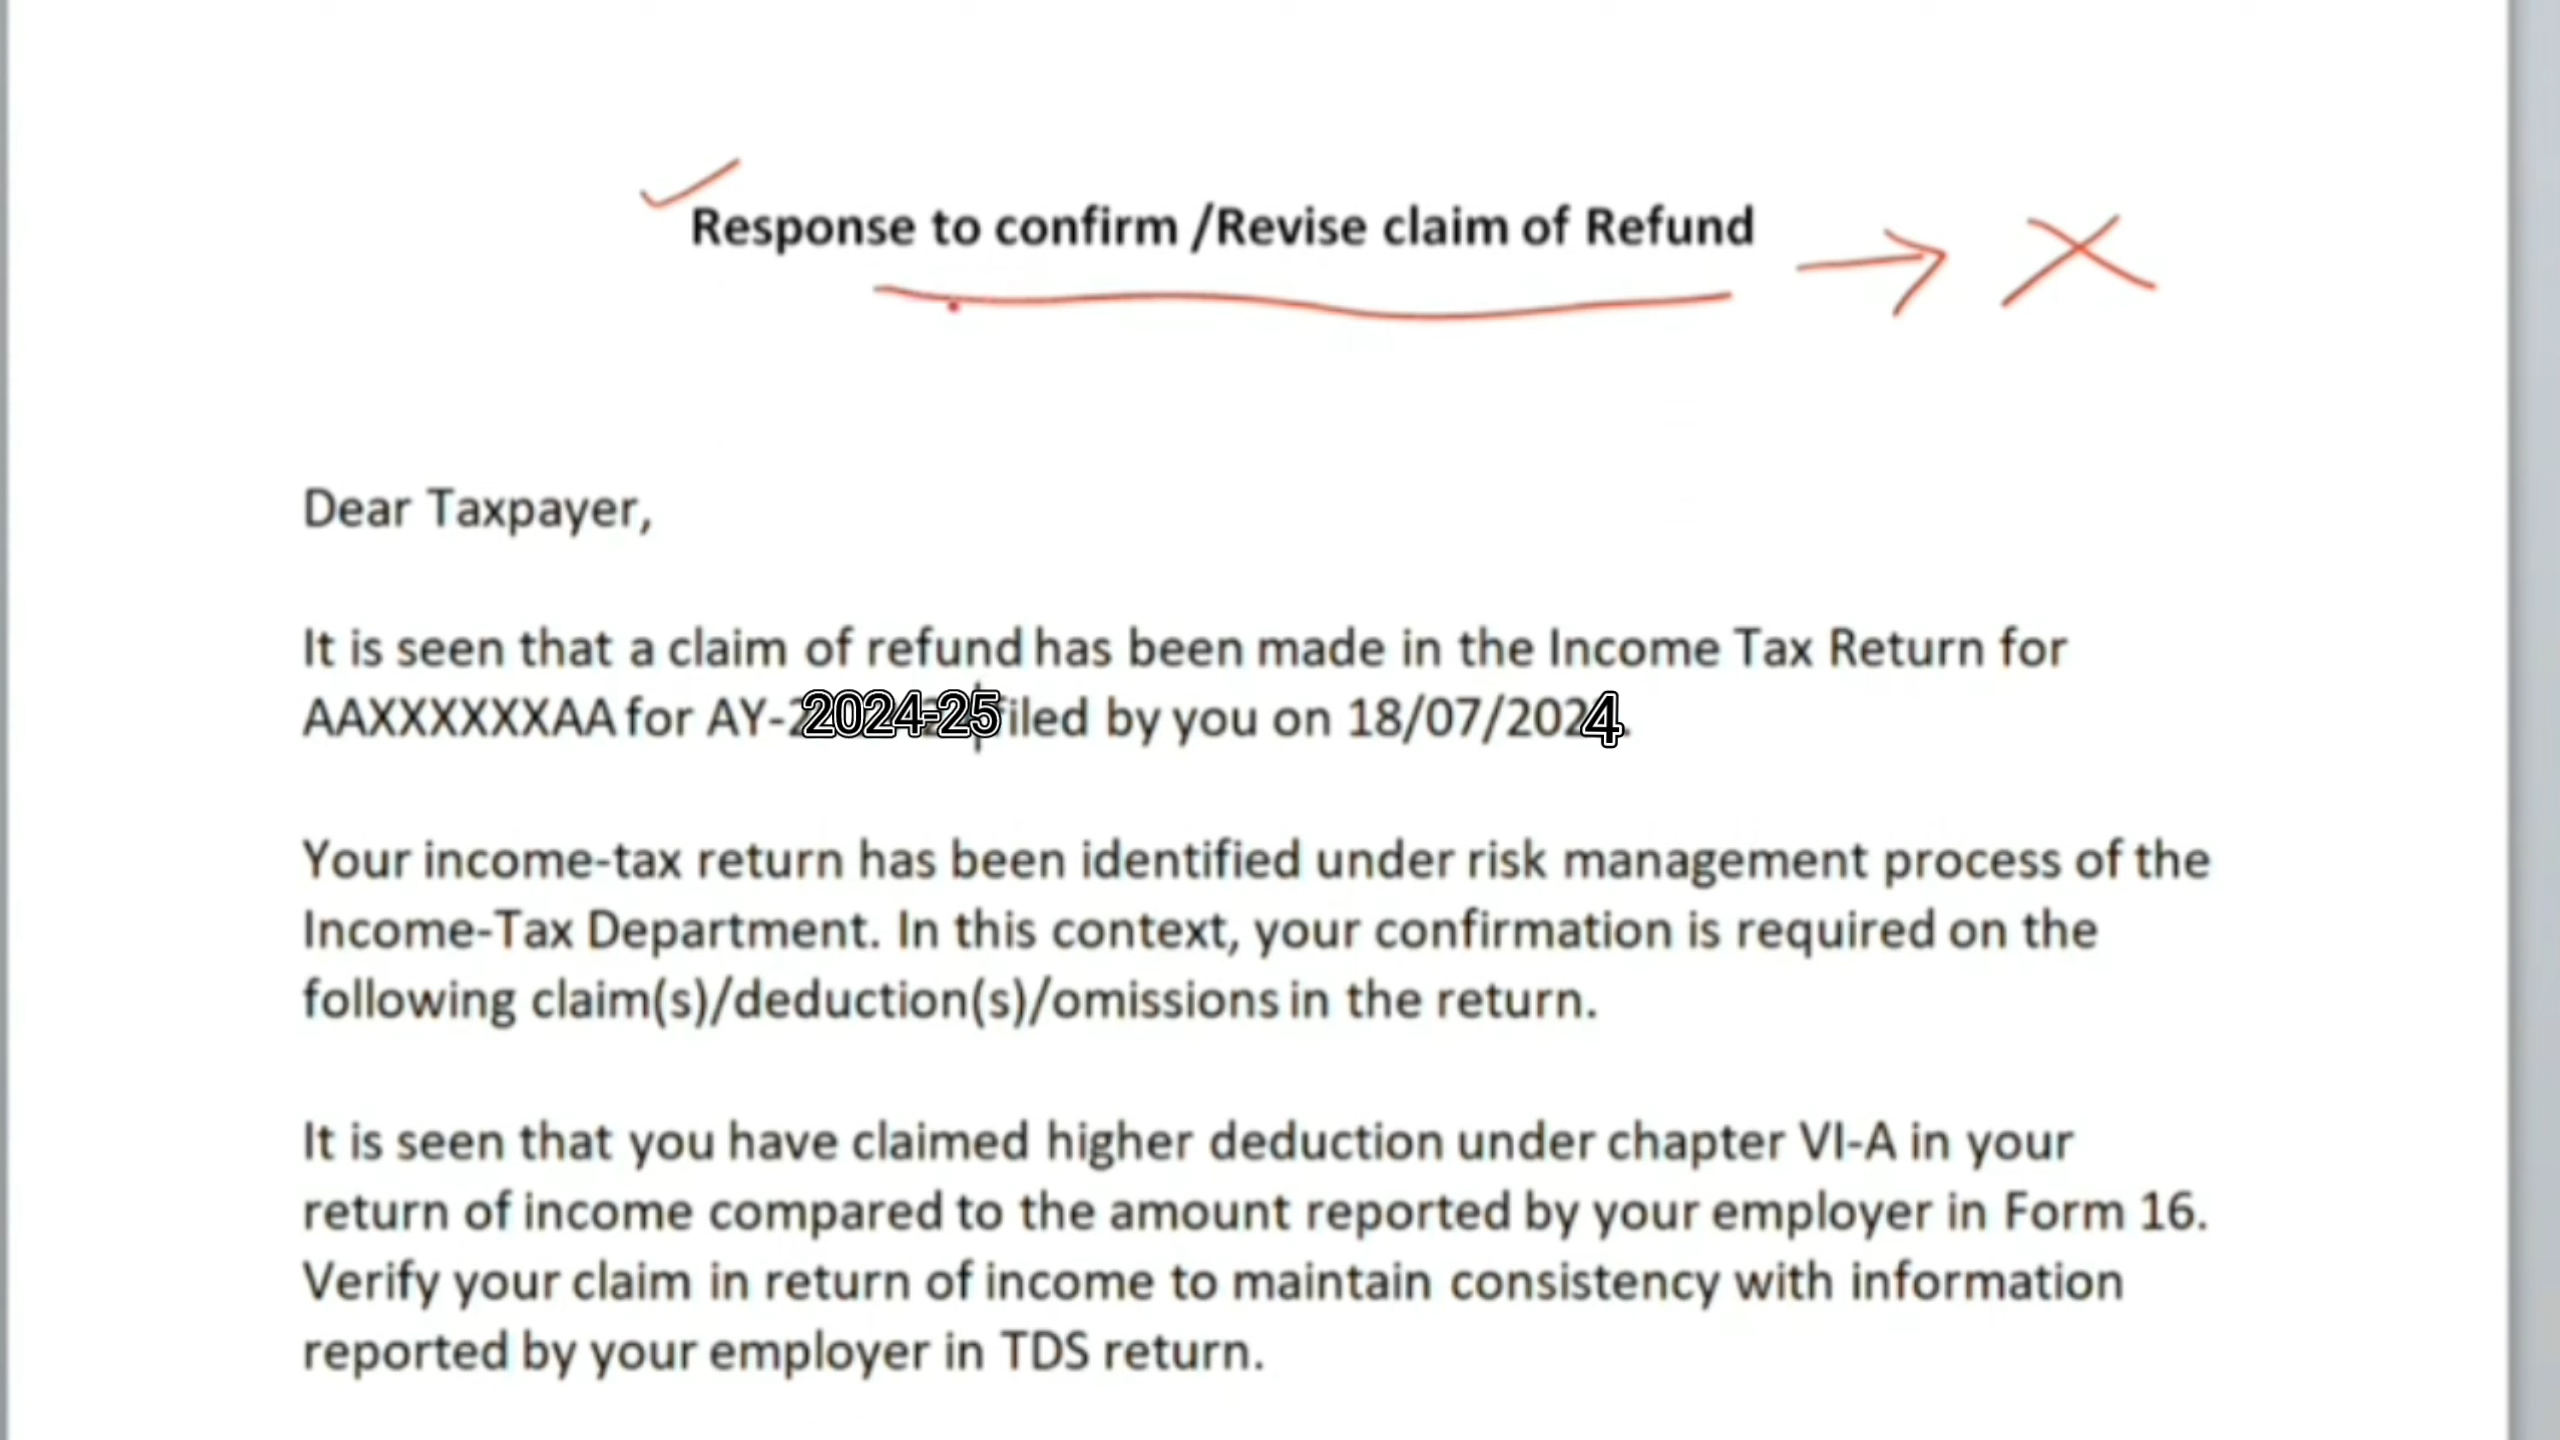 Response to confirm /Revise claim of Refund
Dear Taxpayer,
It is seen that a claim of refund has been made in the Income Tax Return for
AAXXXXXXAA for AY-2024-25 filed by you on 18/07/2024.
Your income-tax return has been identified under risk management process of the
Income-Tax Department. In this context, your confirmation is required on the
following claim(s)/deduction(s)/omissions in the return.
It is seen that you have claimed higher deduction under chapter VI-A in your
return of income compared to the amount reported by your employer in Form 16.
Verify your claim in return of income to maintain consistency with information
reported by your employer in TDS return.